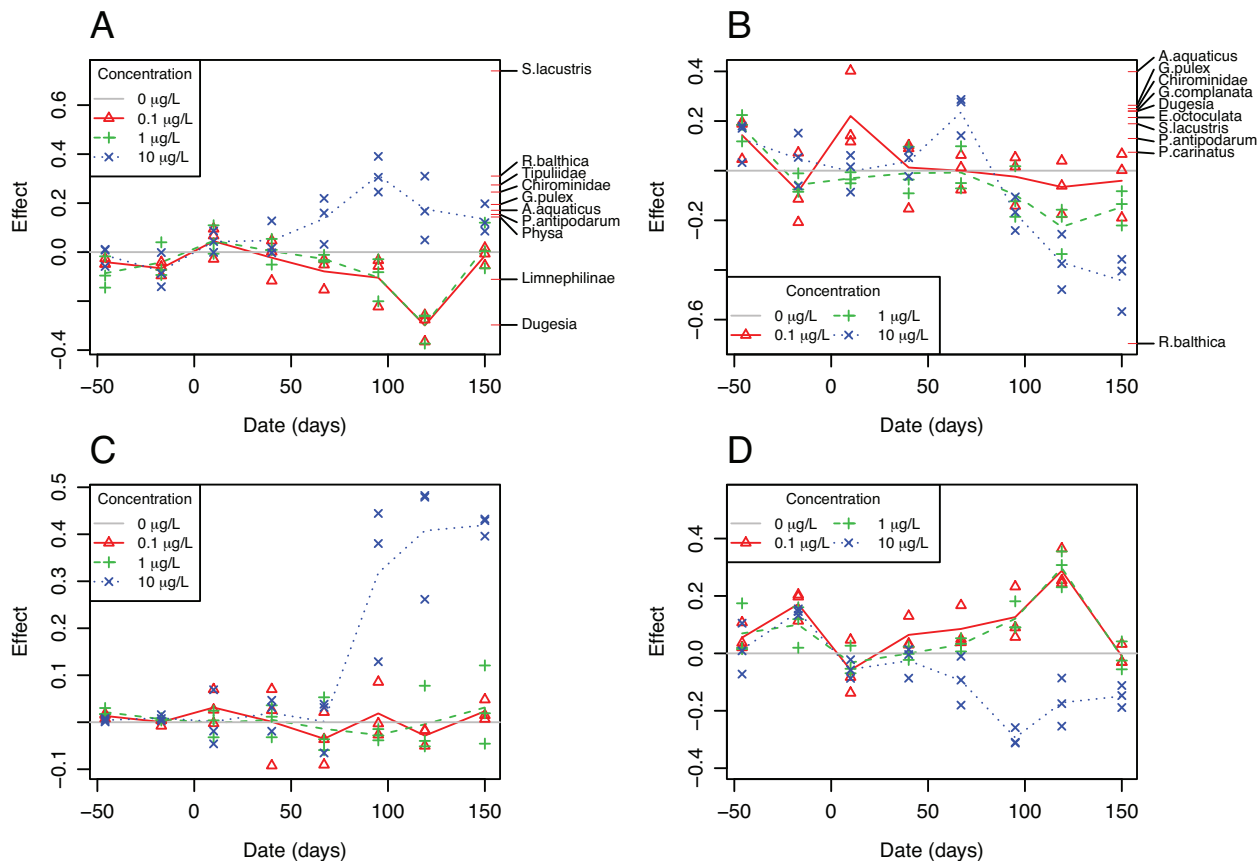 A
Effect
0.6
0.4
0.2
0.0
−0.4
Concentration
0 µg/L
0.1 µg/L
1 µg/L
10 µg/L
S.lacustris
R.balthica
Tipuliidae
Chirominidae
G.pulex
A.aquaticus
P.antipodarum
Physa
Limnephilinae
Dugesia
−50 0 50 100 150
Date (days)
B
Effect
0.4
0.2
−0.2
−0.6
Concentration
0 µg/L 1 µg/L
0.1 µg/L 10 µg/L
A.aquaticus
G.pulex
Chirominidae
G.complanata
Dugesia
E.octoculata
S.lacustris
P.antipodarum
P.carinatus
R.balthica
−50 0 50 100 150
Date (days)
C
Effect
0.5
0.4
0.3
0.2
0.1
−0.1
Concentration
0 µg/L
0.1 µg/L
1 µg/L
10 µg/L
−50 0 50 100 150
Date (days)
D
Effect
0.4
0.2
0.0
−0.2
−0.4
Concentration
0 µg/L 1 µg/L
0.1 µg/L 10 µg/L
−50 0 50 100 150
Date (days)